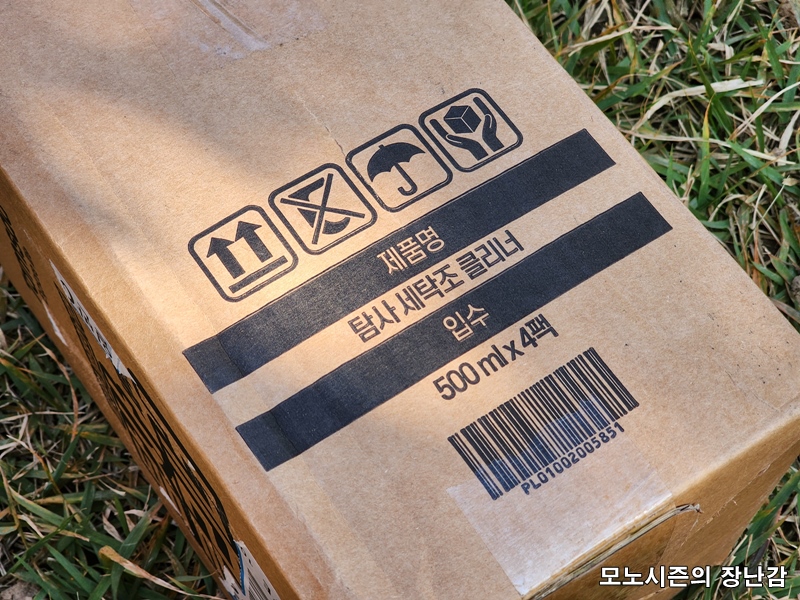 제품명
탐사 세탁조 클리너
입수
500 ml x 4팩
PL01002005851
모노시즌의 장난감